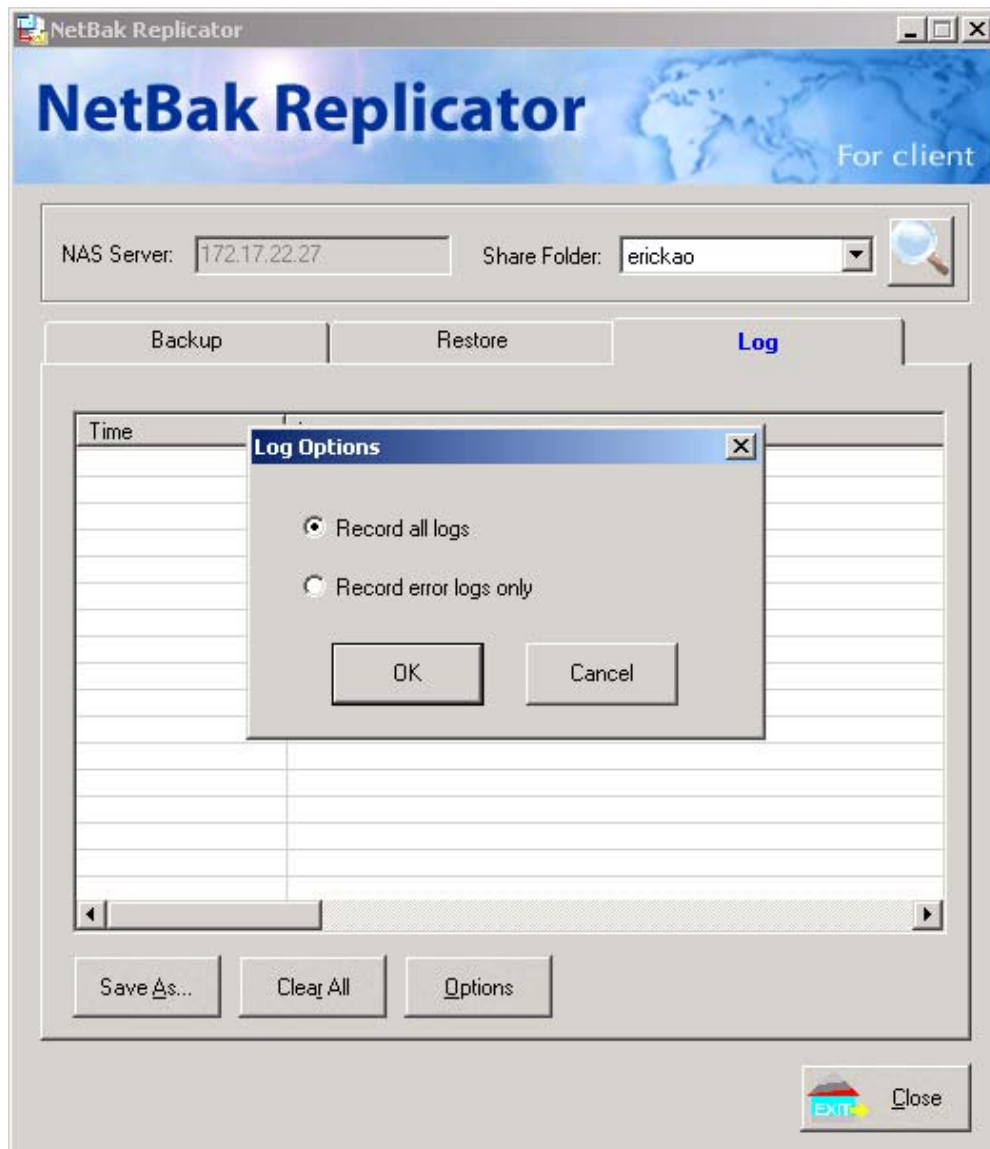 NetBak Replicator
NetBak Replicator
For client
NAS Server: 172.17.22.27 Share Folder: erickao
Backup Restore Log
Time
Log Options
Record all logs
Record error logs only
OK Cancel
Save As... Clear All Options
EXIT Close